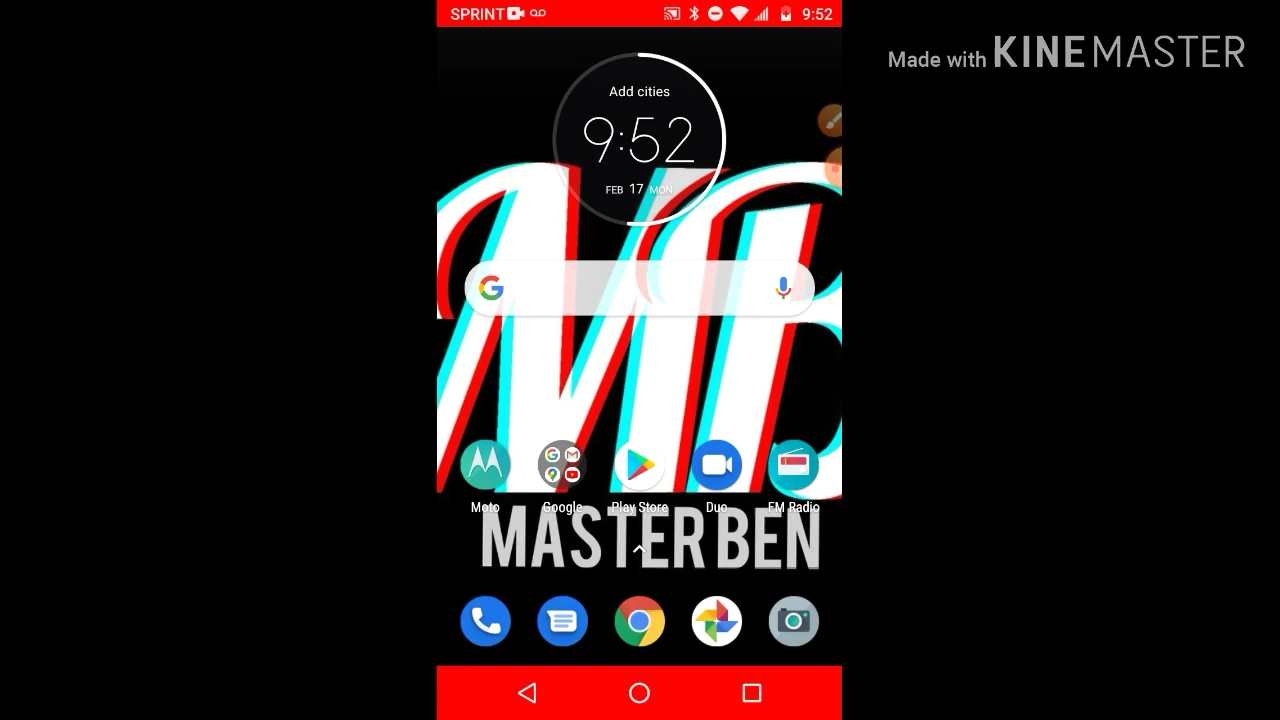 SPRINT 9:52
Made with KINEMASTER
Add cities
9:52
FEB 17 MON
MB
Moto Google Play Store Duo FM Radio
MASTER BEN